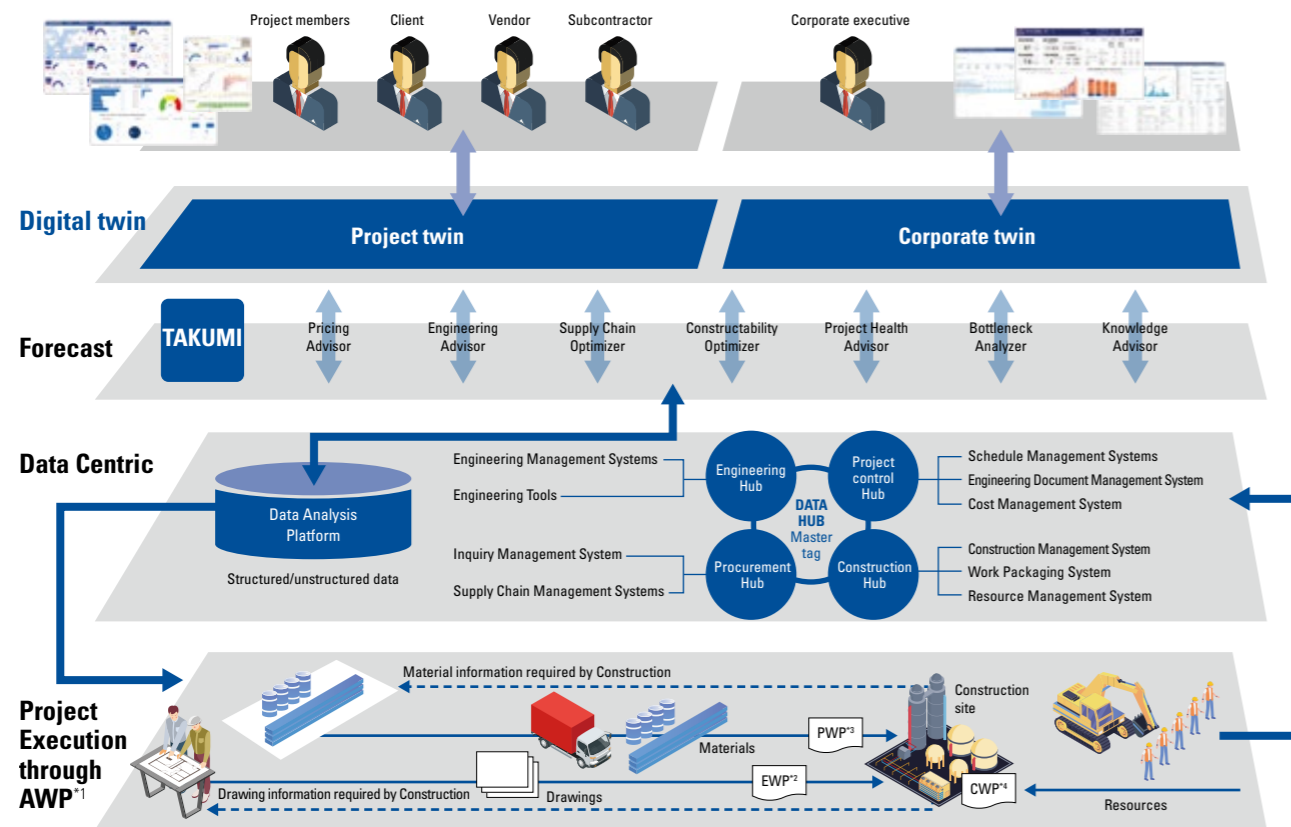 Project members
Client
Vendor
Subcontractor
Corporate executive
Digital twin
Project twin
Corporate twin
Forecast
TAKUMI
Pricing
Advisor
Engineering
Advisor
Supply Chain
Optimizer
Constructability
Optimizer
Project Health
Advisor
Bottleneck
Analyzer
Knowledge
Advisor
Data Centric
Data Analysis
Platform
Structured/unstructured data
Engineering Management Systems
Engineering Tools
Inquiry Management System
Supply Chain Management Systems
Engineering
Hub
Project
control
Hub
DATA
HUB
Master
tag
Procurement
Hub
Construction
Hub
Schedule Management Systems
Engineering Document Management System
Cost Management System
Construction Management System
Work Packaging System
Resource Management System
Project
Execution
through
AWP*1
Material information required by Construction
Materials
PWP*3
Construction
site
Drawing information required by Construction
Drawings
EWP*2
CWP*4
Resources